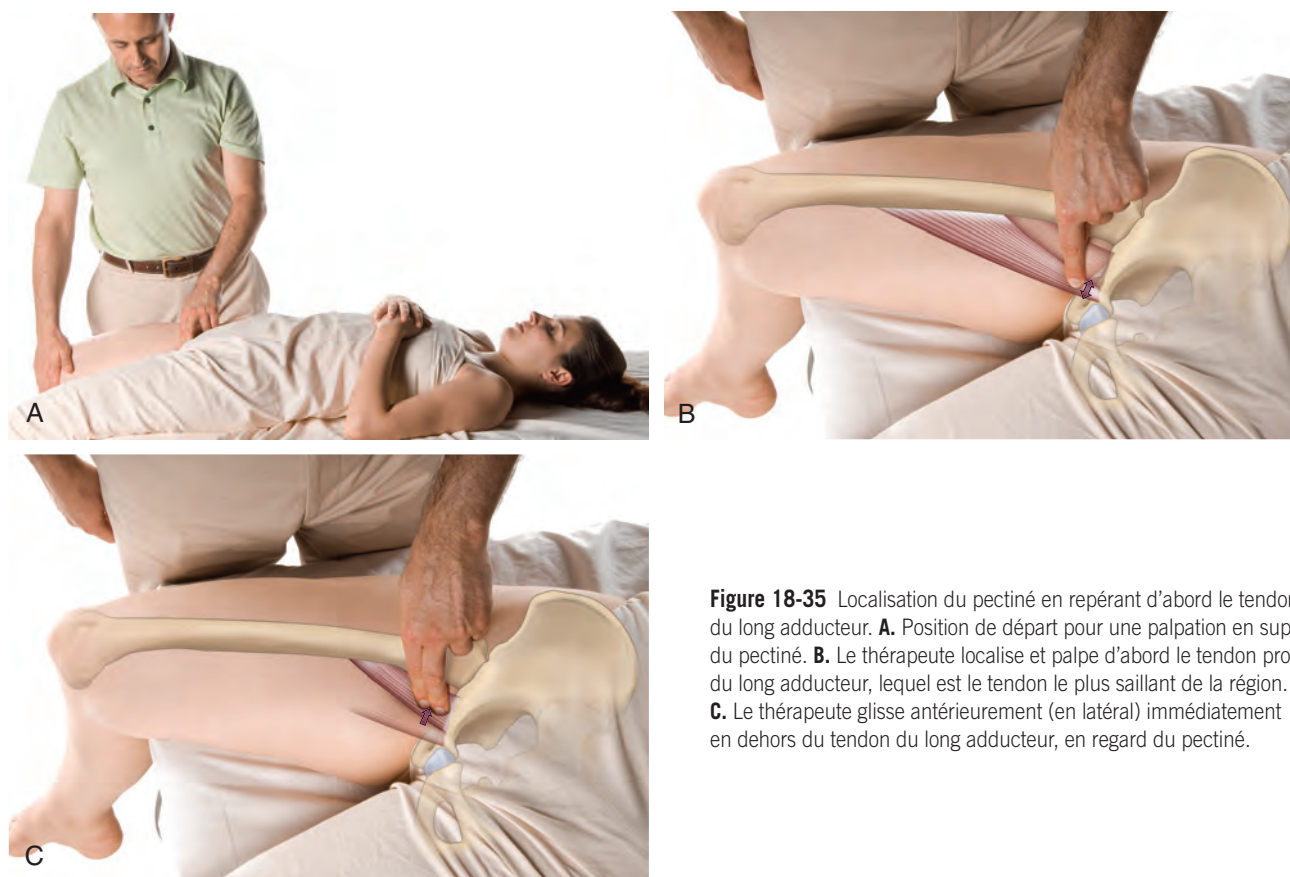 A
B
C
Figure 18-35 Localisation du pectiné en repérant d'abord le
du long adducteur. A. Position de départ pour une palpation en
du pectiné. B. Le thérapeute localise et palpe d'abord le tendon
du long adducteur, lequel est le tendon le plus saillant de la région.
C. Le thérapeute glisse antérieurement (en latéral) immédiatement
en dehors du tendon du long adducteur, en regard du pectiné.